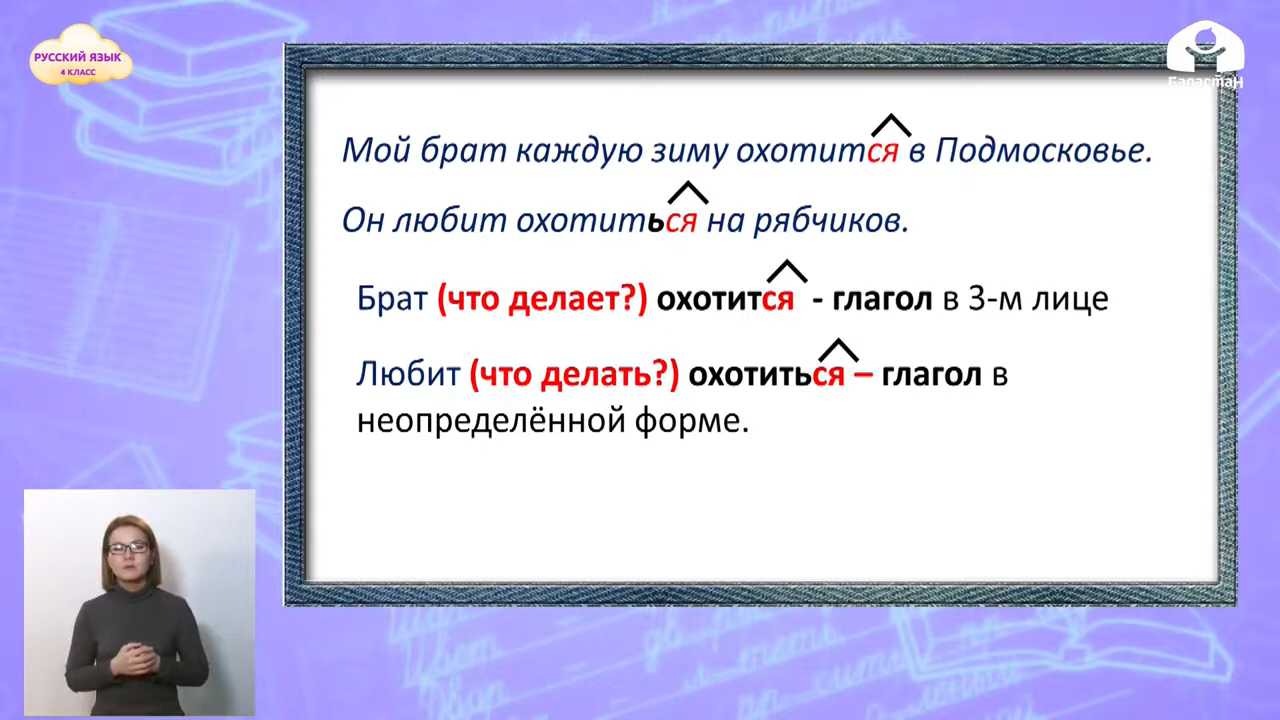 РУССКИЙ ЯЗЫК
4 КЛАСС
Баластан
Мой брат каждую зиму охотится в Подмосковье.
Он любит охотиться на рябчиков.
Брат (что делает?) охотится - глагол в 3-м лице
Любит (что делать?) охотиться – глагол в
неопределённой форме.